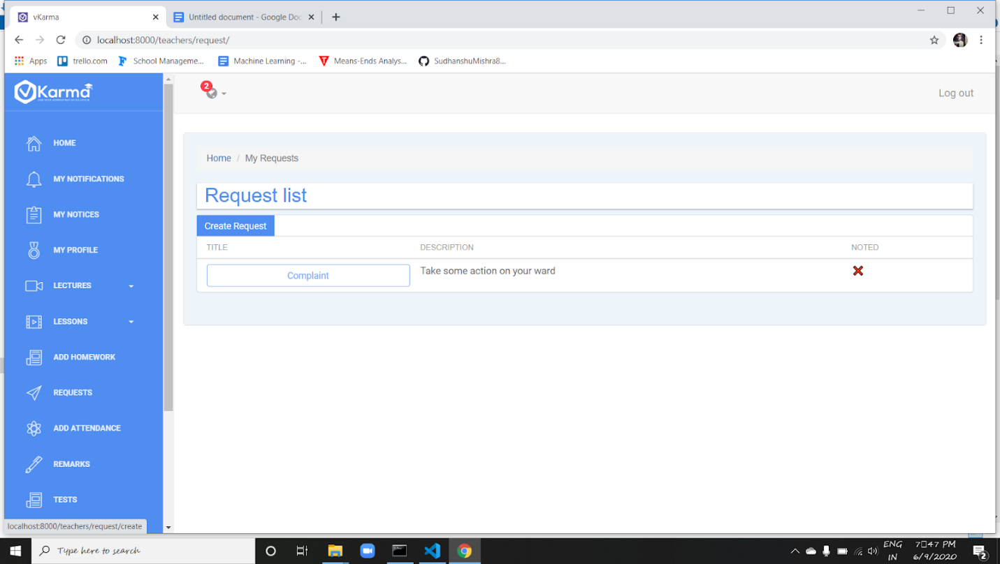 vKarma
Untitled document - Google Doc
localhost:8000/teachers/request/
Apps
trello.com
School Manageme...
Machine Learning -...
Means-Ends Analys...
SudhanshuMishra8...
Karma
2
Log out
HOME
MY NOTIFICATIONS
MY NOTICES
MY PROFILE
LECTURES
LESSONS
ADD HOMEWORK
REQUESTS
ADD ATTENDANCE
REMARKS
TESTS
Home / My Requests
Request list
Create Request
TITLE DESCRIPTION NOTED
Complaint Take some action on your ward
localhost:8000/teachers/request/create
Type here to search
ENG
IN
7□47 PM
6/9/2020
2